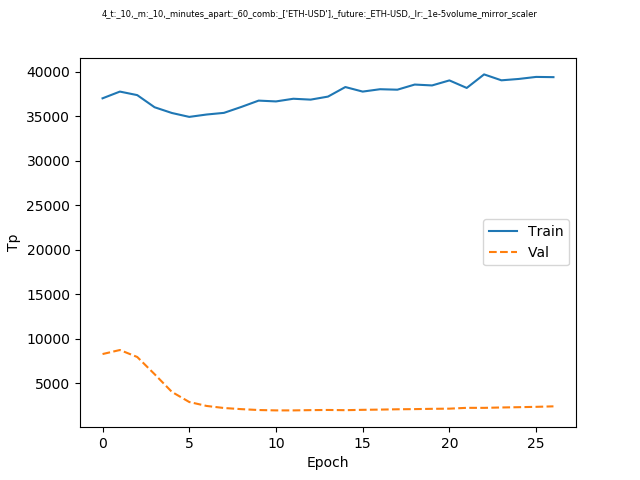 4_t:_10,_m:_10,_minutes_apart:_60_comb:_['ETH-USD'],_future:_ETH-USD,_lr:_1e-5volume_mirror_scaler
40000
35000
30000
25000
20000
15000
10000
5000
Tp
Train
Val
0 5 10 15 20 25
Epoch